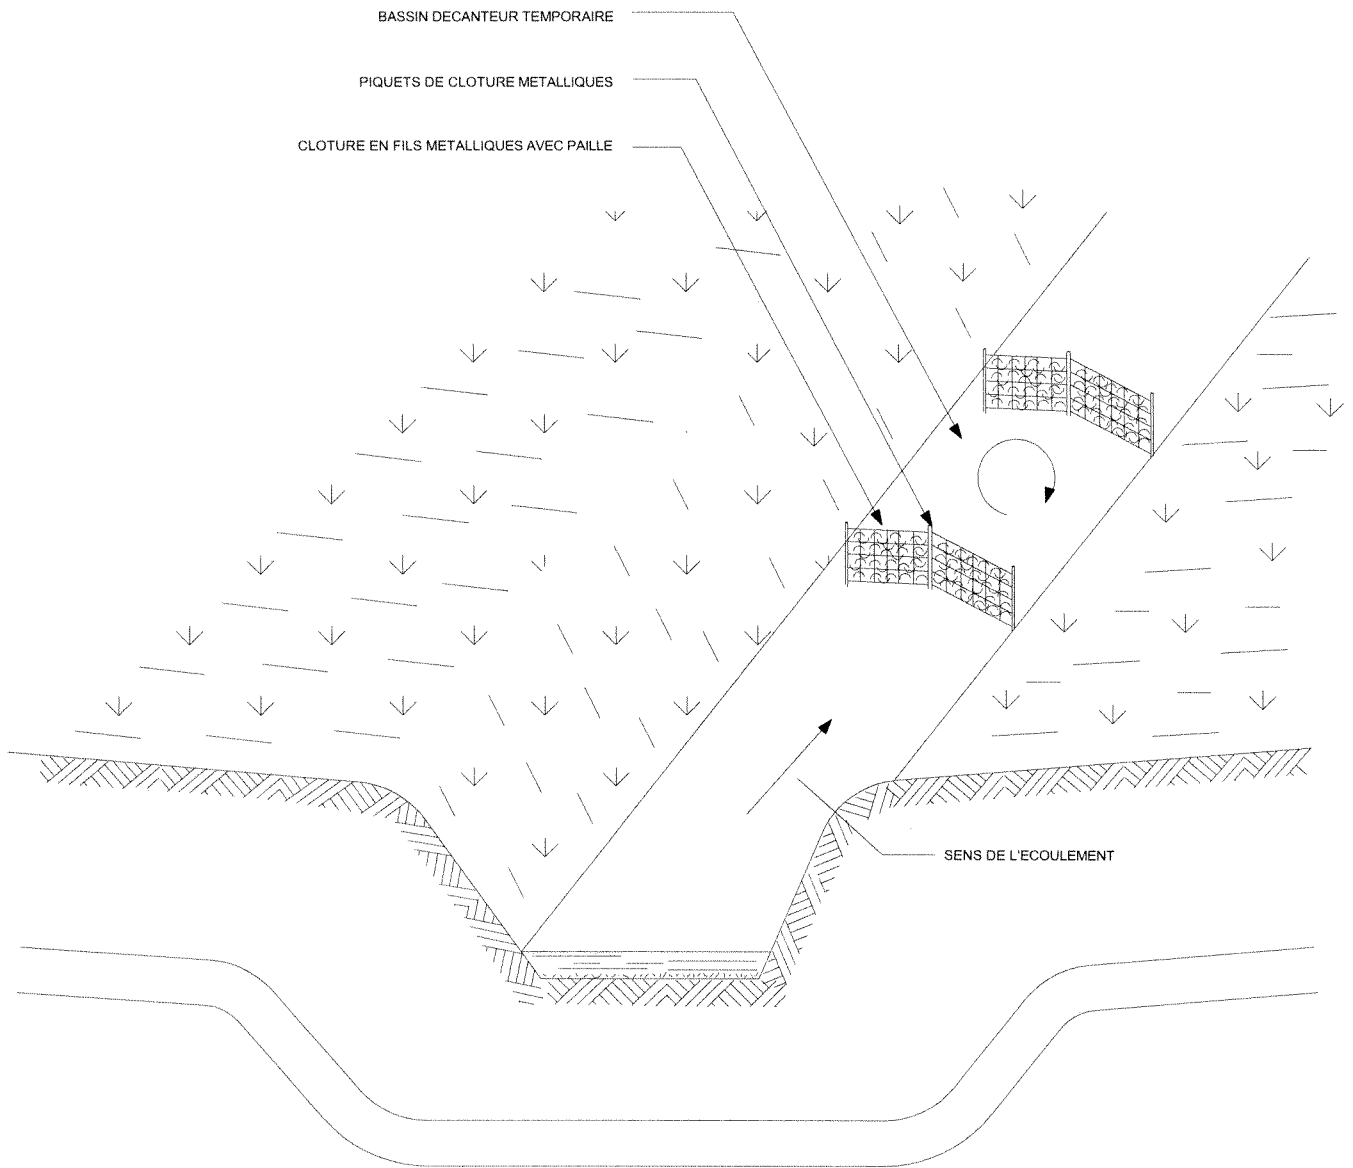 BASSIN DECANTEUR TEMPORAIRE
PIQUETS DE CLOTURE METALLIQUES
CLOTURE EN FILS METALLIQUES AVEC PAILLE
SENS DE L'ECOULEMENT